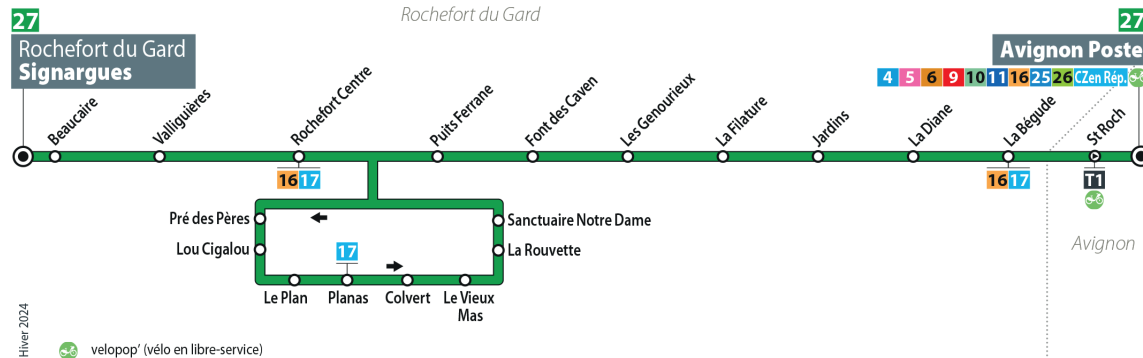 Rochefort du Gard
27
27
Rochefort du Gard
Signargues
Avignon Poste
4 5 6 9 10 11 16 25 26 CZen Rép.
Beaucaire
Valliguières
Rochefort Centre
Puits Ferrane
Font des Caven
Les Genourieux
La Filature
Jardins
La Diane
La Bégude
St Roch
16 17
16 17
T1
Pré des Pères
Sanctuaire Notre Dame
Lou Cigalou
17
La Rouvette
Avignon
Le Plan
Planas
Colvert
Le Vieux
Mas
Hiver 2024
velopop' (vélo en libre-service)